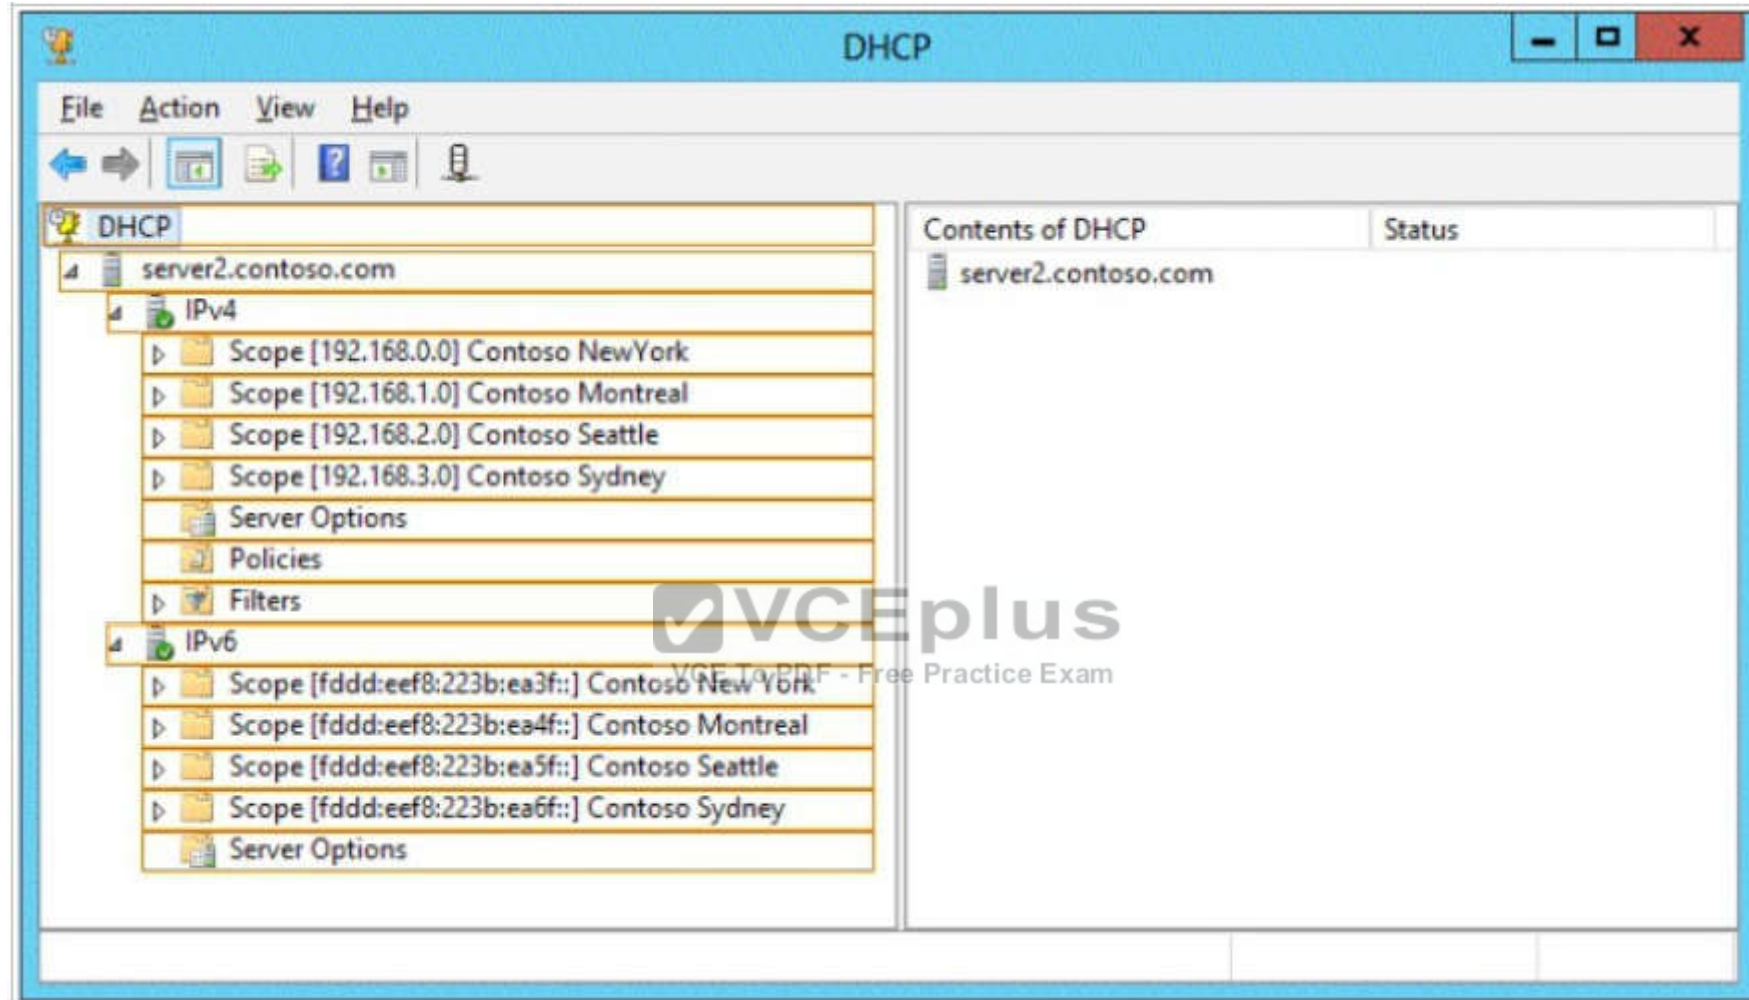 DHCP
File Action View Help
DHCP
server2.contoso.com
IPv4
Scope [192.168.0.0] Contoso NewYork
Scope [192.168.1.0] Contoso Montreal
Scope [192.168.2.0] Contoso Seattle
Scope [192.168.3.0] Contoso Sydney
Server Options
Policies
Filters
IPv6
Scope [fddd:eef8:223b:ea3f::] Contoso New York
Scope [fddd:eef8:223b:ea4f::] Contoso Montreal
Scope [fddd:eef8:223b:ea5f::] Contoso Seattle
Scope [fddd:eef8:223b:ea6f::] Contoso Sydney
Server Options
Contents of DHCP Status
server2.contoso.com
VCEplus
VCE To PDF - Free Practice Exam